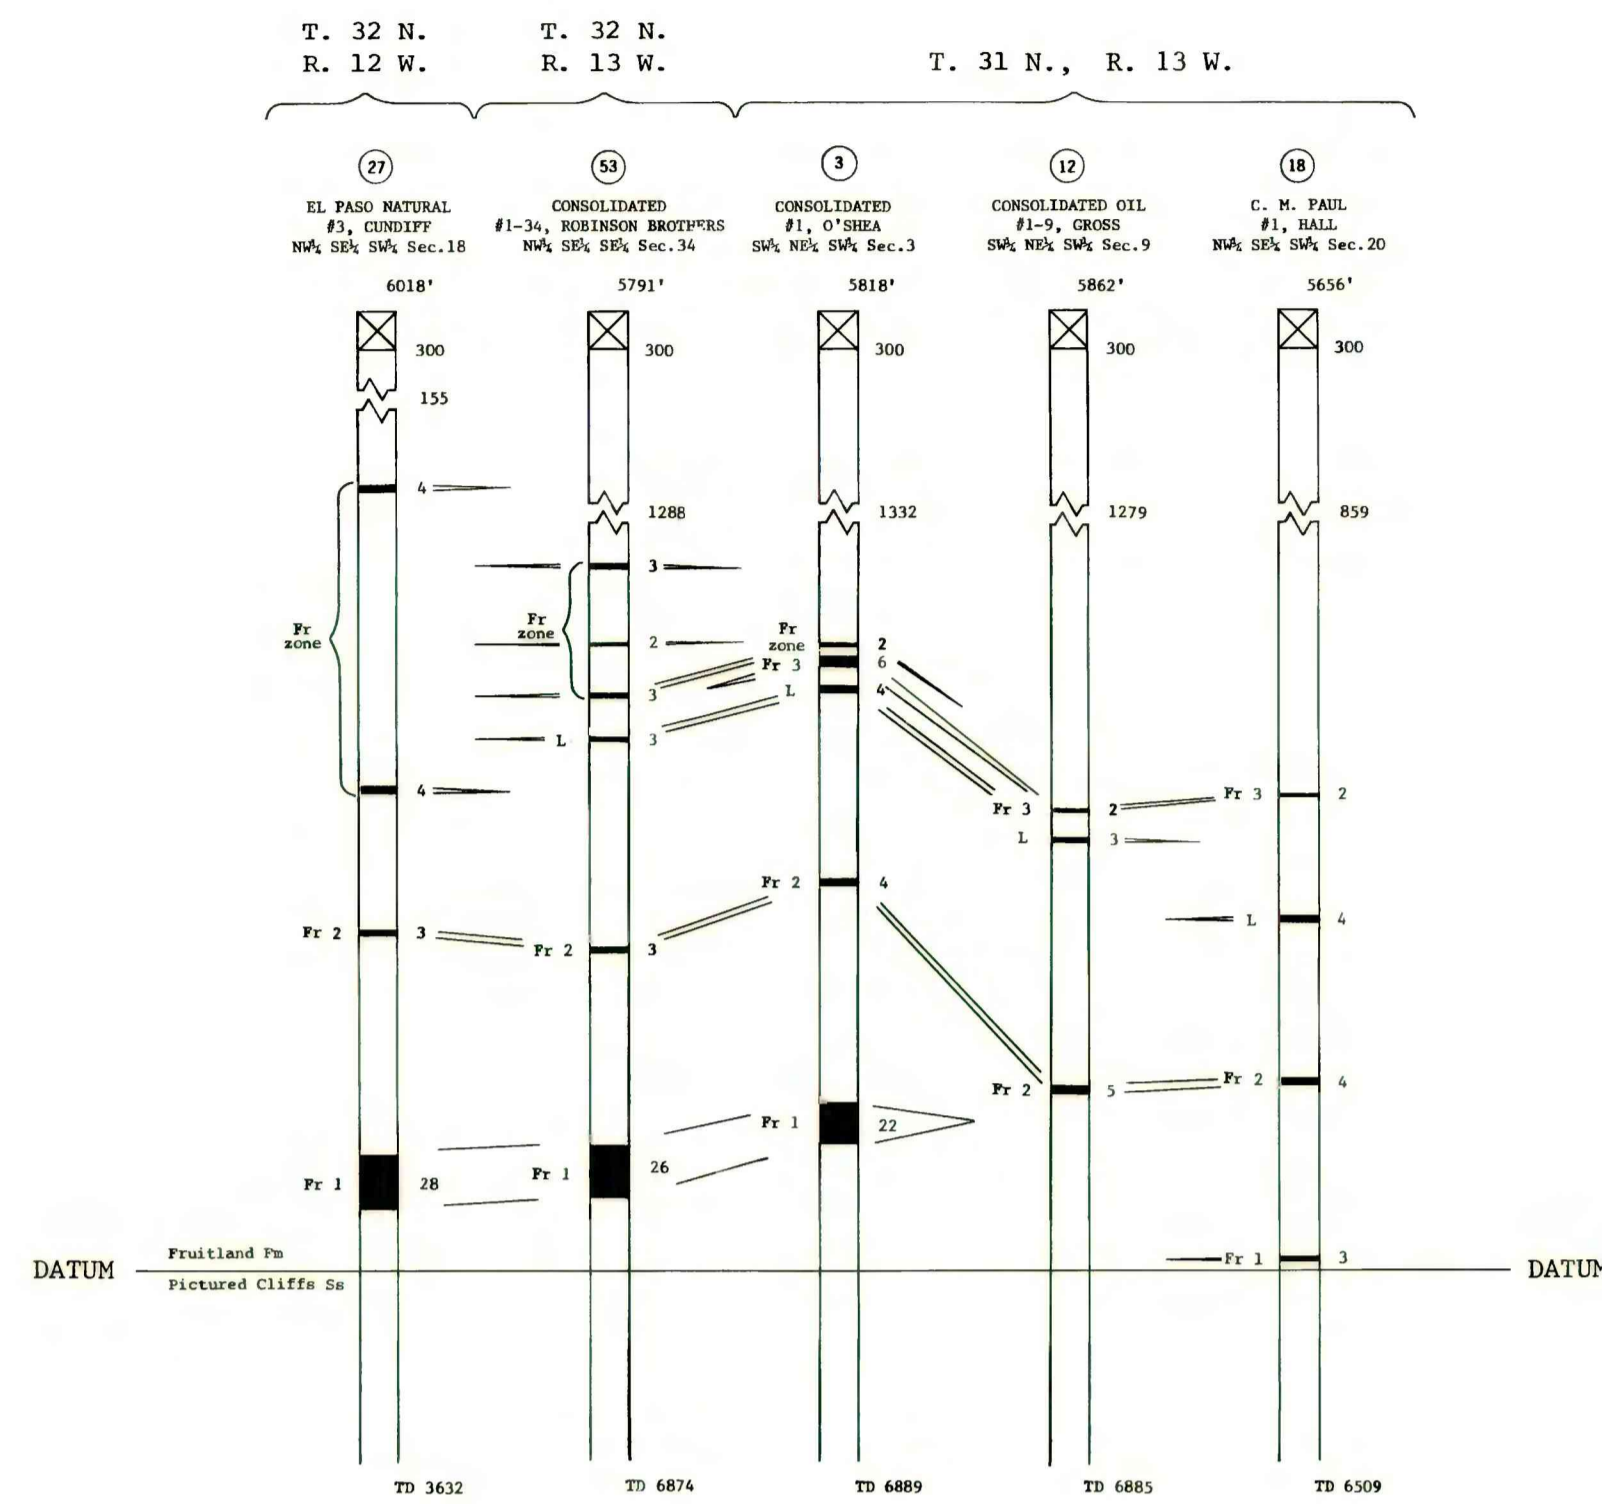 T. 32 N.
R. 12 W.
T. 32 N.
R. 13 W.
T. 31 N., R. 13 W.
27
EL PASO NATURAL
#3, CUNDIFF
NW¼ SE¼ SW¼ Sec.18
6018'
53
CONSOLIDATED
#1-34, ROBINSON BROTHERS
NW¼ SE¼ SE¼ Sec.34
5791'
3
CONSOLIDATED
#1, O'SHEA
SW¼ NE¼ SW¼ Sec.3
5818'
12
CONSOLIDATED OIL
#1-9, GROSS
SW¼ NE¼ SW¼ Sec.9
5862'
18
C. M. PAUL
#1, HALL
NW¼ SE¼ SW¼ Sec.20
5656'
300
155
4
Fr
zone
4
Fr 2
3
Fr 1
28
TD 3632
300
1288
3
Fr
zone
2
3
L
3
Fr 2
3
Fr 1
26
TD 6874
300
1332
Fr
zone
2
Fr 3
6
L
4
Fr 2
4
Fr 1
22
TD 6889
300
1279
Fr 3
2
L
3
Fr 2
5
TD 6885
300
859
Fr 3
2
L
4
Fr 2
4
Fr 1
3
TD 6509
DATUM
Fruitland Fm
Pictured Cliffs Ss
DATUM